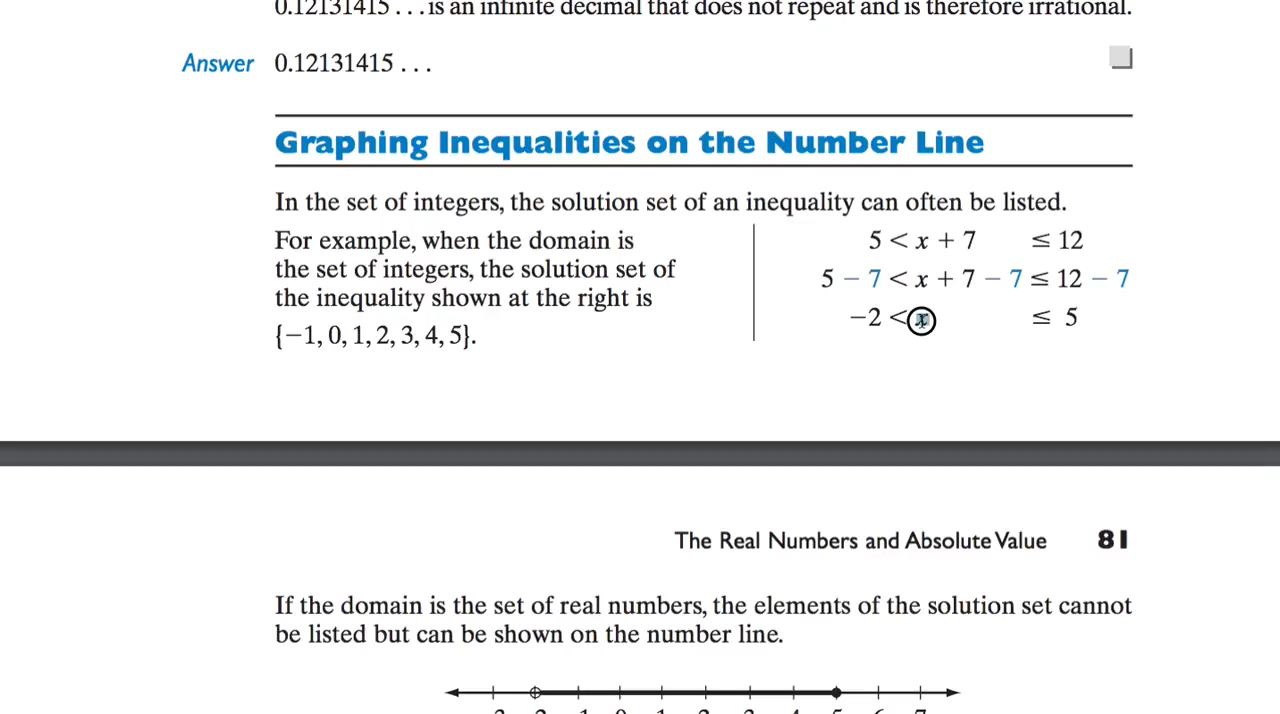 0.12131415 . . . is an infinite decimal that does not repeat and is therefore irrational.
Answer 0.12131415 . . .
Graphing Inequalities on the Number Line
In the set of integers, the solution set of an inequality can often be listed.
For example, when the domain is
the set of integers, the solution set of
the inequality shown at the right is
{−1, 0, 1, 2, 3, 4, 5}.
5 < x + 7 ≤ 12
5 − 7 < x + 7 − 7 ≤ 12 − 7
−2 < x ≤ 5
The Real Numbers and Absolute Value 81
If the domain is the set of real numbers, the elements of the solution set cannot
be listed but can be shown on the number line.